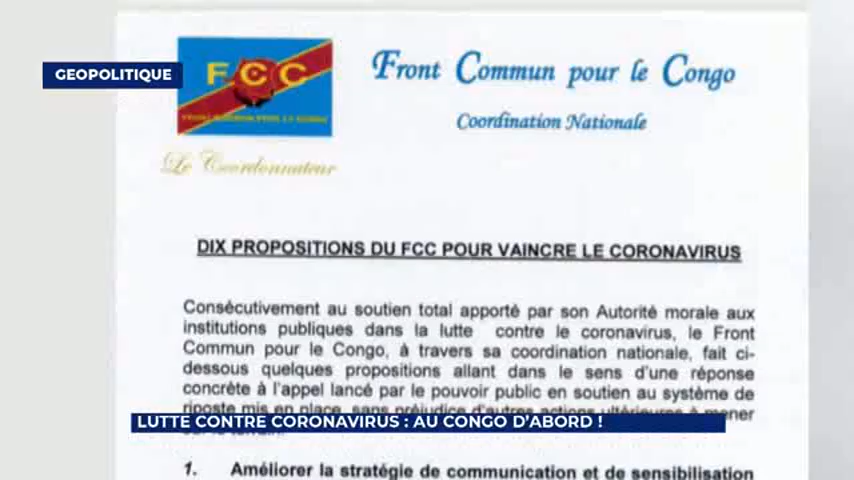 GEOPOLITIQUE
FCC
Front Commun pour le Congo
Coordination Nationale
Le Coordonnateur
DIX PROPOSITIONS DU FCC POUR VAINCRE LE CORONAVIRUS
Consécutivement au soutien total apporté par son Autorité morale aux
institutions publiques dans la lutte contre le coronavirus, le Front
Commun pour le Congo, à travers sa coordination nationale, fait ci-
dessous quelques propositions allant dans le sens d'une réponse
concrète à l'appel lancé par le pouvoir public en soutien au système de
riposte mis en place, sans préjudice d'autres actions ultérieures à mener
LUTTE CONTRE CORONAVIRUS : AU CONGO D'ABORD !
1. Améliorer la stratégie de communication et de sensibilisation